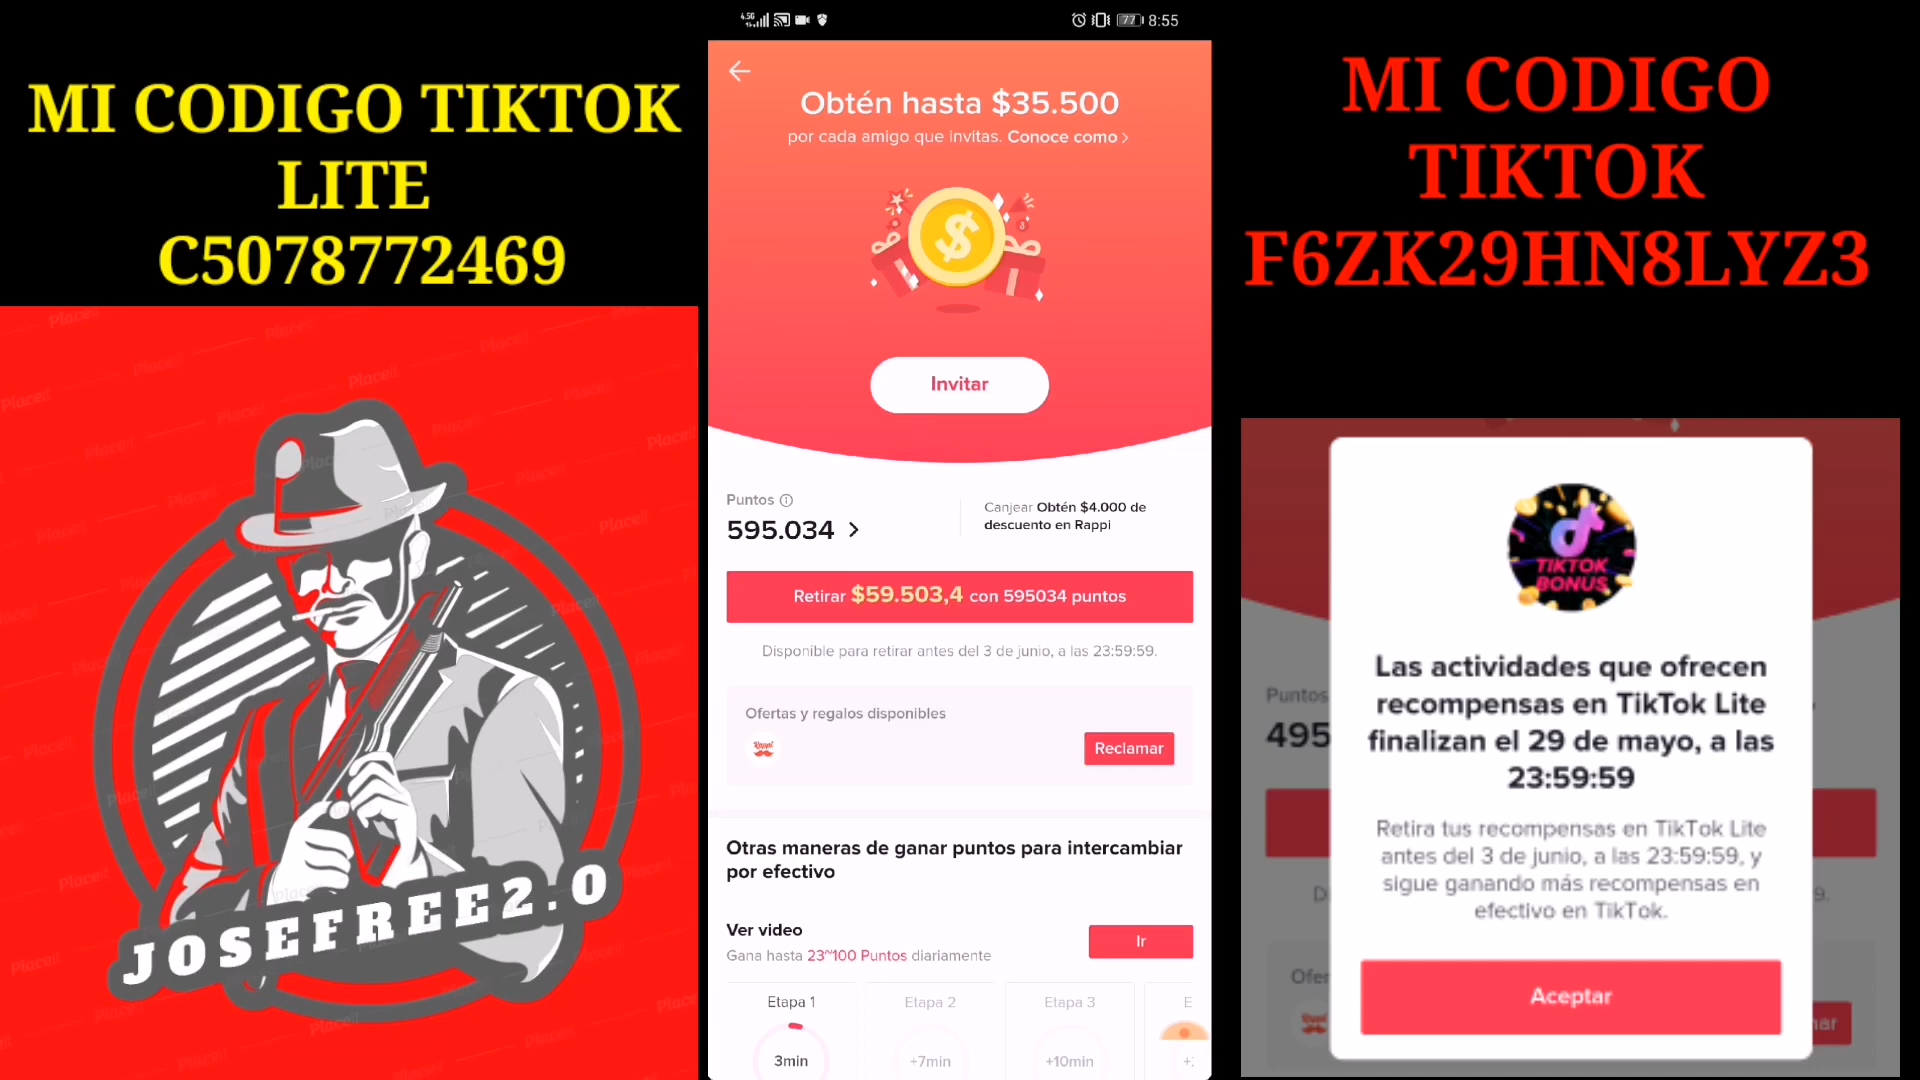 MI CODIGO TIKTOK
LITE
C5078772469
Placeit
JOSEFREE2.0
4.5G
77
8:55
Obtén hasta $35.500
por cada amigo que invitas. Conoce como >
Invitar
Puntos
595.034 >
Canjear Obtén $4.000 de
descuento en Rappi
Retirar $59.503,4 con 595034 puntos
Disponible para retirar antes del 3 de junio, a las 23:59:59.
Ofertas y regalos disponibles
Rappi
Reclamar
Otras maneras de ganar puntos para intercambiar
por efectivo
Ver video
Gana hasta 23~100 Puntos diariamente
Ir
Etapa 1
Etapa 2
Etapa 3
E
3min
+7min
+10min
MI CODIGO
TIKTOK
F6ZK29HN8LYZ3
TIKTOK
BONUS
Las actividades que ofrecen
recompensas en TikTok Lite
finalizan el 29 de mayo, a las
23:59:59
Retira tus recompensas en TikTok Lite
antes del 3 de junio, a las 23:59:59, y
sigue ganando más recompensas en
efectivo en TikTok.
Aceptar
Puntos
495